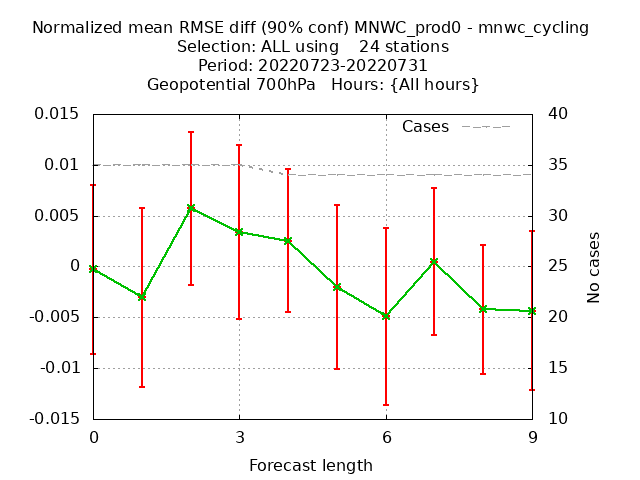 Normalized mean RMSE diff (90% conf) MNWC_prod0 - mnwc_cycling
Selection: ALL using    24 stations
Period: 20220723-20220731
Geopotential 700hPa   Hours: {All hours}
0.015
0.01
0.005
0
-0.005
-0.01
-0.015
Cases
40
35
30
25
20
15
10
No cases
0 3 6 9
Forecast length